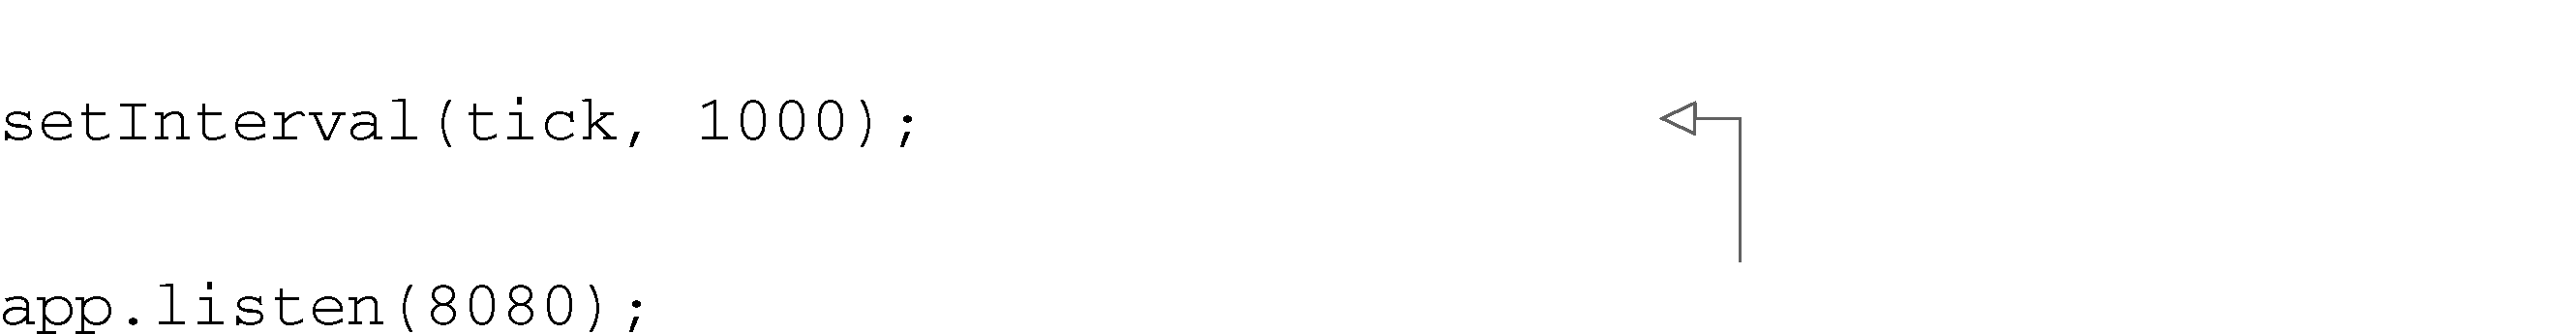 setInterval(tick, 1000);
app.listen(8080);